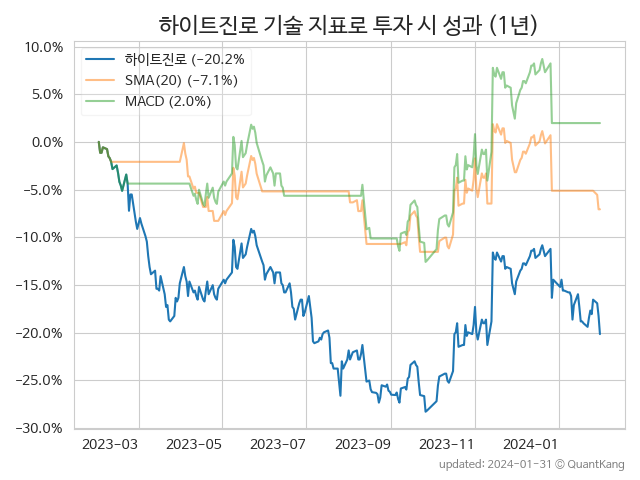 하이트진로 기술 지표로 투자 시 성과 (1년)
하이트진로 (−20.2%
SMA(20) (−7.1%)
MACD (2.0%)
10.0%
5.0%
0.0%
−5.0%
−10.0%
−15.0%
−20.0%
−25.0%
−30.0%
2023-03 2023-05 2023-07 2023-09 2023-11 2024-01
updated: 2024-01-31 © QuantKang